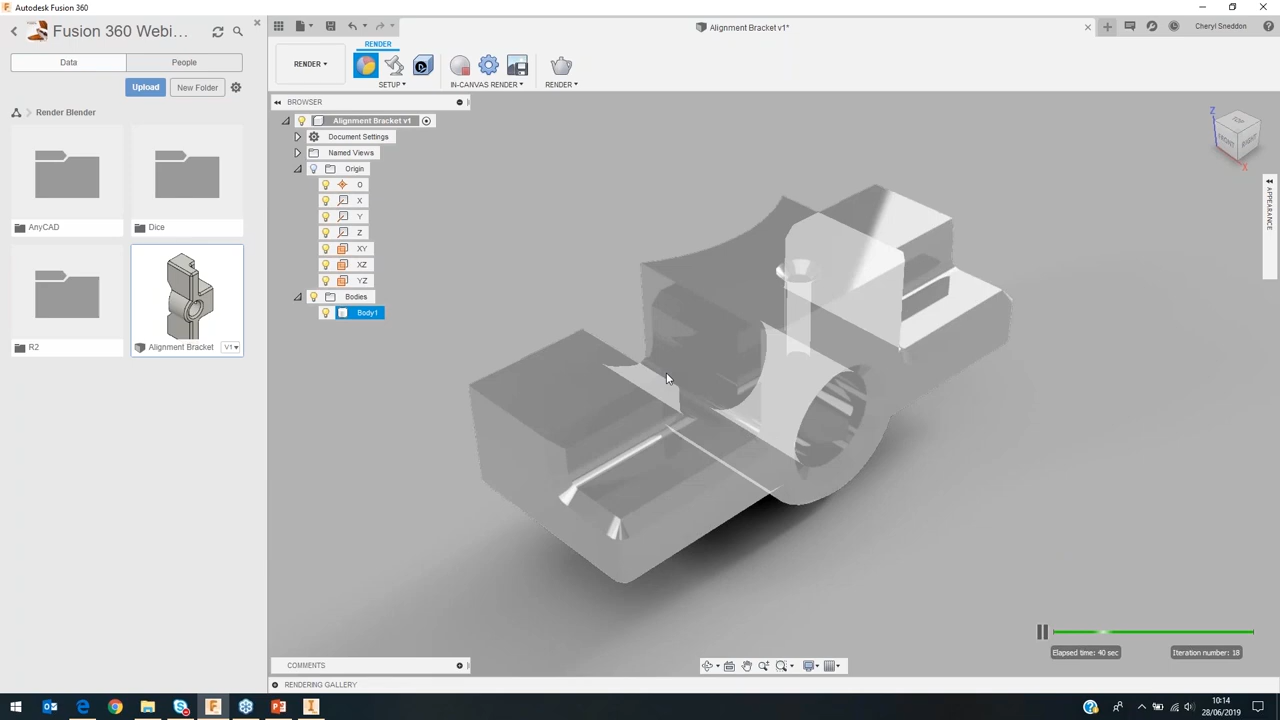 Autodesk Fusion 360
Fusion 360 Webi...
Data
People
Upload
New Folder
Render Blender
AnyCAD
Dice
R2
Alignment Bracket
V1
Alignment Bracket v1*
Cheryl Sneddon
RENDER
RENDER
SETUP
IN-CANVAS RENDER
RENDER
BROWSER
Alignment Bracket v1
Document Settings
Named Views
Origin
O
X
Y
Z
XY
XZ
YZ
Bodies
Body1
Z
TOP
FRONT
RIGHT
X
APPEARANCE
Elapsed time: 40 sec
Iteration number: 18
COMMENTS
RENDERING GALLERY
10:14
28/06/2019